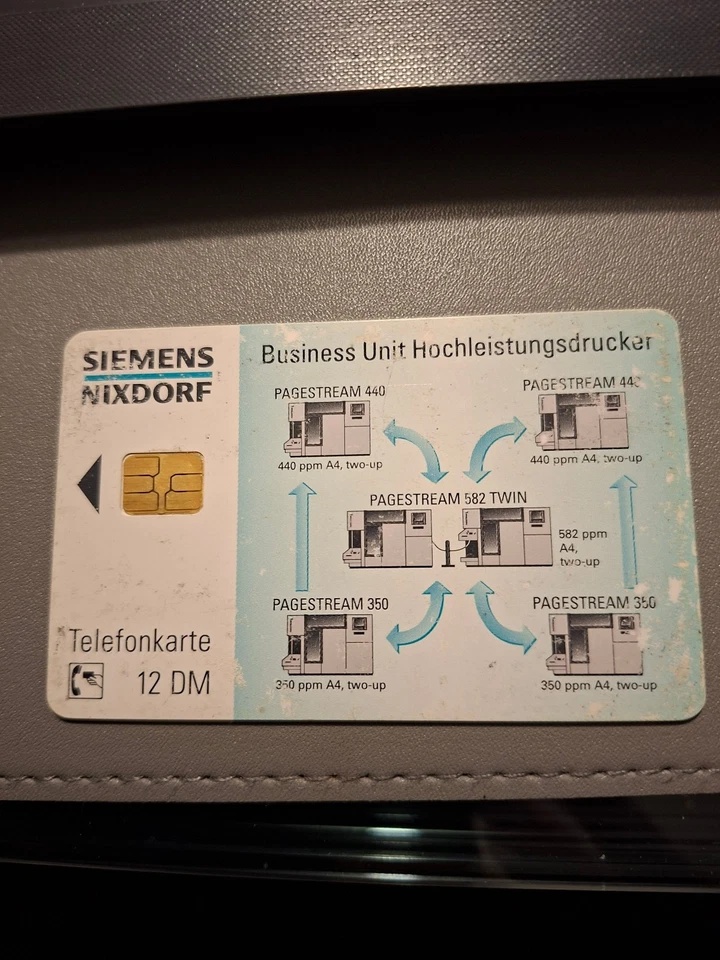 SIEMENS
NIXDORF
Telefonkarte
12 DM
Business Unit Hochleistungsdrucker
PAGESTREAM 440
440 ppm A4, two-up
PAGESTREAM 440
440 ppm A4, two-up
PAGESTREAM 582 TWIN
582 ppm
A4,
two-up
PAGESTREAM 350
350 ppm A4, two-up
PAGESTREAM 350
350 ppm A4, two-up